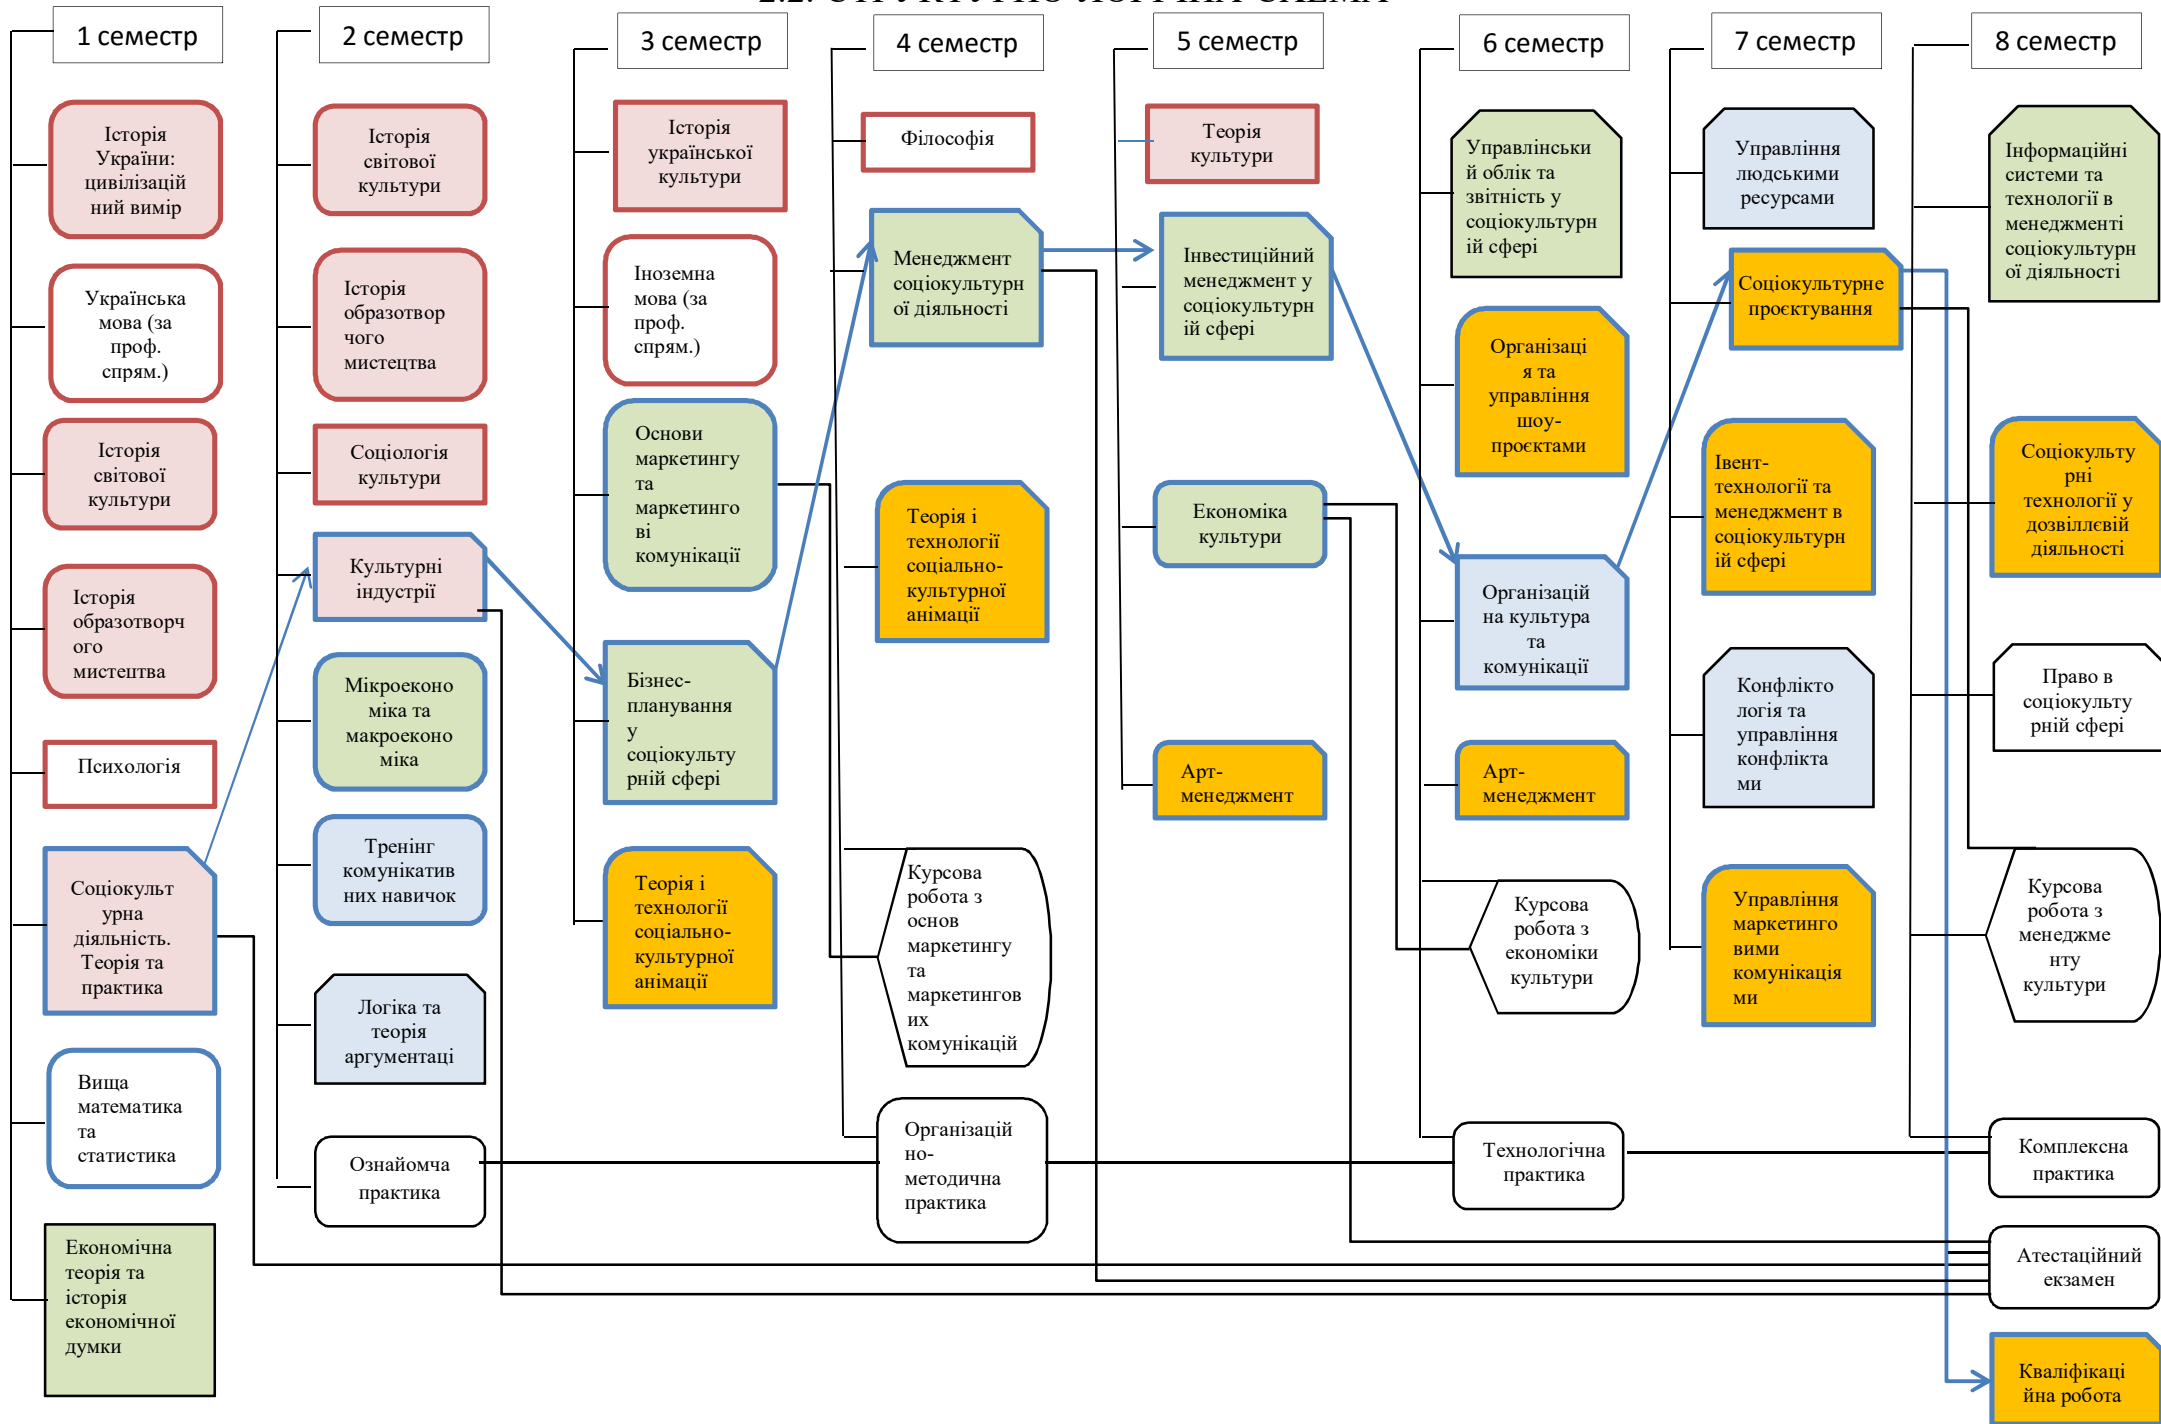 2.2. СТРУКТУРНО-ЛОГІЧНА СХЕМА
1 семестр
Історія
України:
цивілізацій
ний вимір
Українська
мова (за
проф.
спрям.)
Історія
світової
культури
Історія
образотворч
ого
мистецтва
Психологія
Соціокульт
урна
діяльність.
Теорія та
практика
Вища
математика
та
статистика
Економічна
теорія та
історія
економічної
думки
2 семестр
Історія
світової
культури
Історія
образотвор
чого
мистецтва
Соціологія
культури
Культурні
індустрії
Мікроеконо
міка та
макроеконо
міка
Тренінг
комунікатив
них навичок
Логіка та
теорія
аргументаці
Ознайомча
практика
3 семестр
Історія
української
культури
Іноземна
мова (за
проф.
спрям.)
Основи
маркетингу
та
маркетинго
ві
комунікації
Бізнес-
планування
у
соціокульту
рній сфері
Теорія і
технології
соціально-
культурної
анімації
4 семестр
Філософія
Менеджмент
соціокультурн
ої діяльності
Теорія і
технології
соціально-
культурної
анімації
Курсова
робота з
основ
маркетингу
та
маркетингов
их
комунікацій
Організацій
но-
методична
практика
5 семестр
Теорія
культури
Інвестиційний
менеджмент у
соціокультурн
ій сфері
Економіка
культури
Арт-
менеджмент
6 семестр
Управлінськи
й облік та
звітність у
соціокультурн
ій сфері
Організаці
я та
управління
шоу-
проєктами
Організацій
на культура
та
комунікації
Арт-
менеджмент
Курсова
робота з
економіки
культури
Технологічна
практика
7 семестр
Управління
людськими
ресурсами
Соціокультурне
проєктування
Івент-
технології та
менеджмент в
соціокультурн
ій сфері
Конфлікто
логія та
управління
конфлікта
ми
Управління
маркетинго
вими
комунікація
ми
8 семестр
Інформаційні
системи та
технології в
менеджменті
соціокультурн
ої діяльності
Соціокульту
рні
технології у
дозвіллєвій
діяльності
Право в
соціокульту
рній сфері
Курсова
робота з
менеджме
нту
культури
Комплексна
практика
Атестаційний
екзамен
Кваліфікаці
йна робота